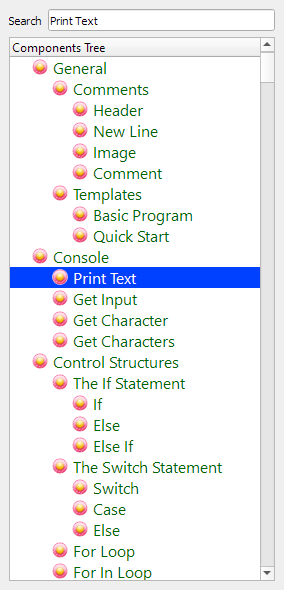 Search Print Text
Components Tree
General
Comments
Header
New Line
Image
Comment
Templates
Basic Program
Quick Start
Console
Print Text
Get Input
Get Character
Get Characters
Control Structures
The If Statement
If
Else
Else If
The Switch Statement
Switch
Case
Else
For Loop
For In Loop